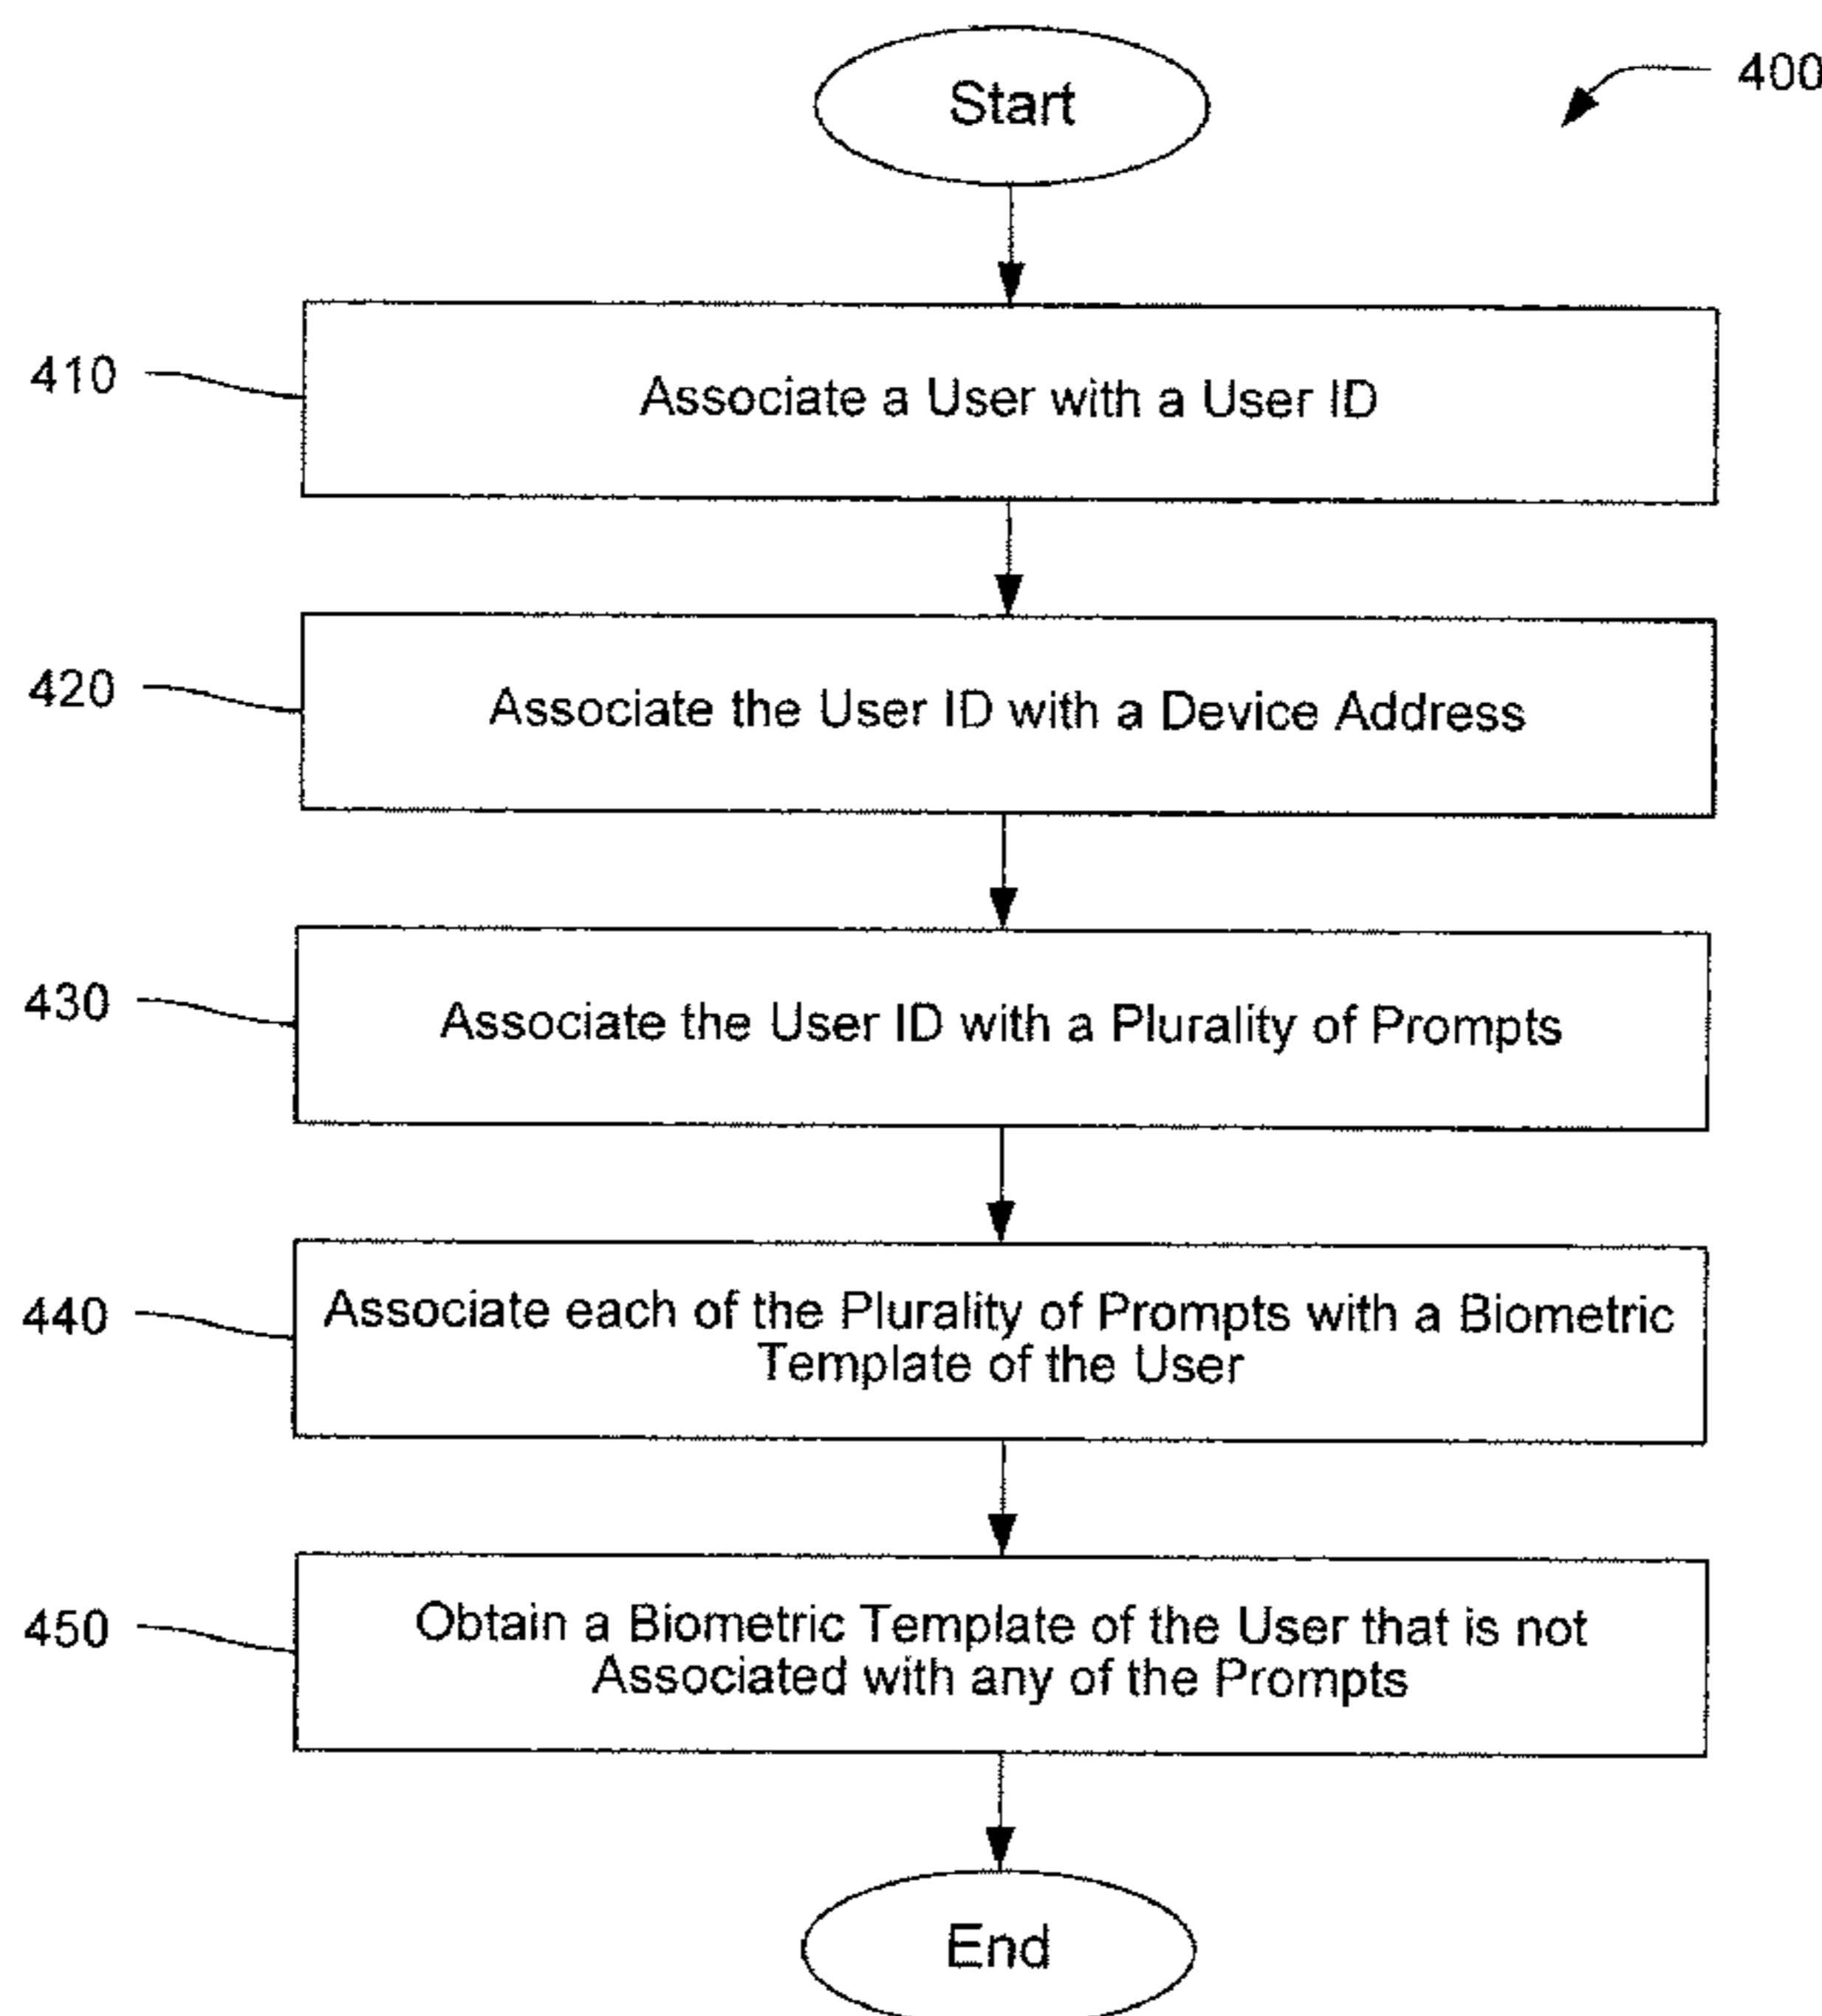 Start
400
410
Associate a User with a User ID
420
Associate the User ID with a Device Address
430
Associate the User ID with a Plurality of Prompts
440
Associate each of the Plurality of Prompts with a Biometric
Template of the User
450
Obtain a Biometric Template of the User that is not
Associated with any of the Prompts
End